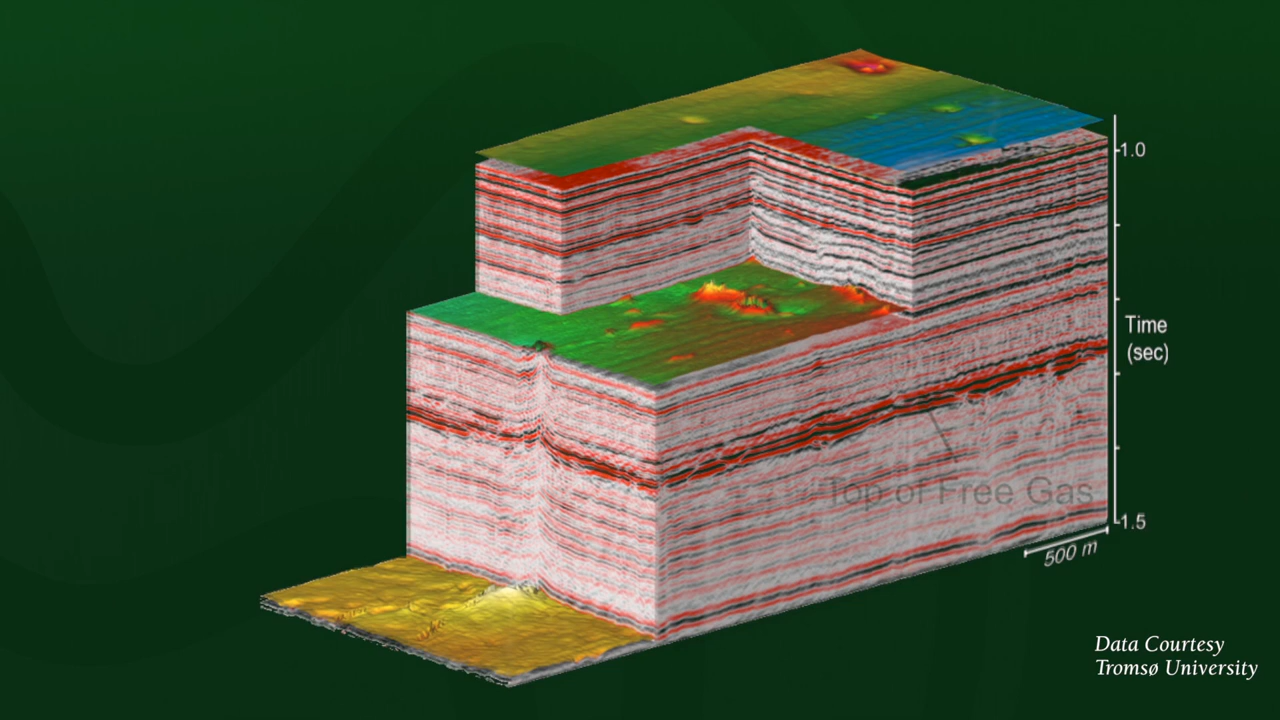 1.0
Time
(sec)
Top of Free Gas
1.5
500 m
Data Courtesy
Tromsø University